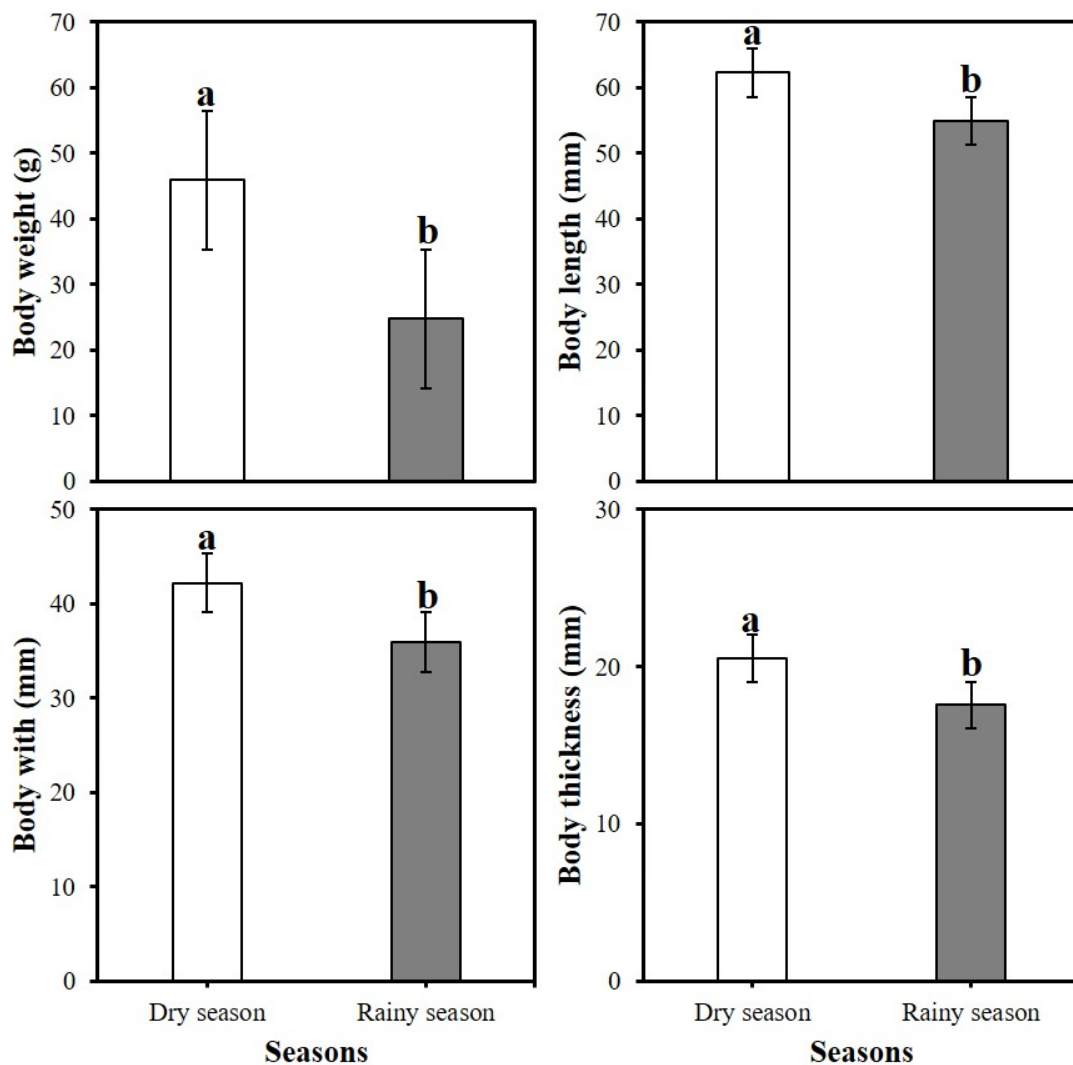 Body weight (g)
70
60
50
40
30
20
10
0
a
b
Body length (mm)
70
60
50
40
30
20
10
0
a
b
Body with (mm)
50
40
30
20
10
0
a
b
Dry season
Rainy season
Seasons
Body thickness (mm)
30
20
10
0
a
b
Dry season
Rainy season
Seasons